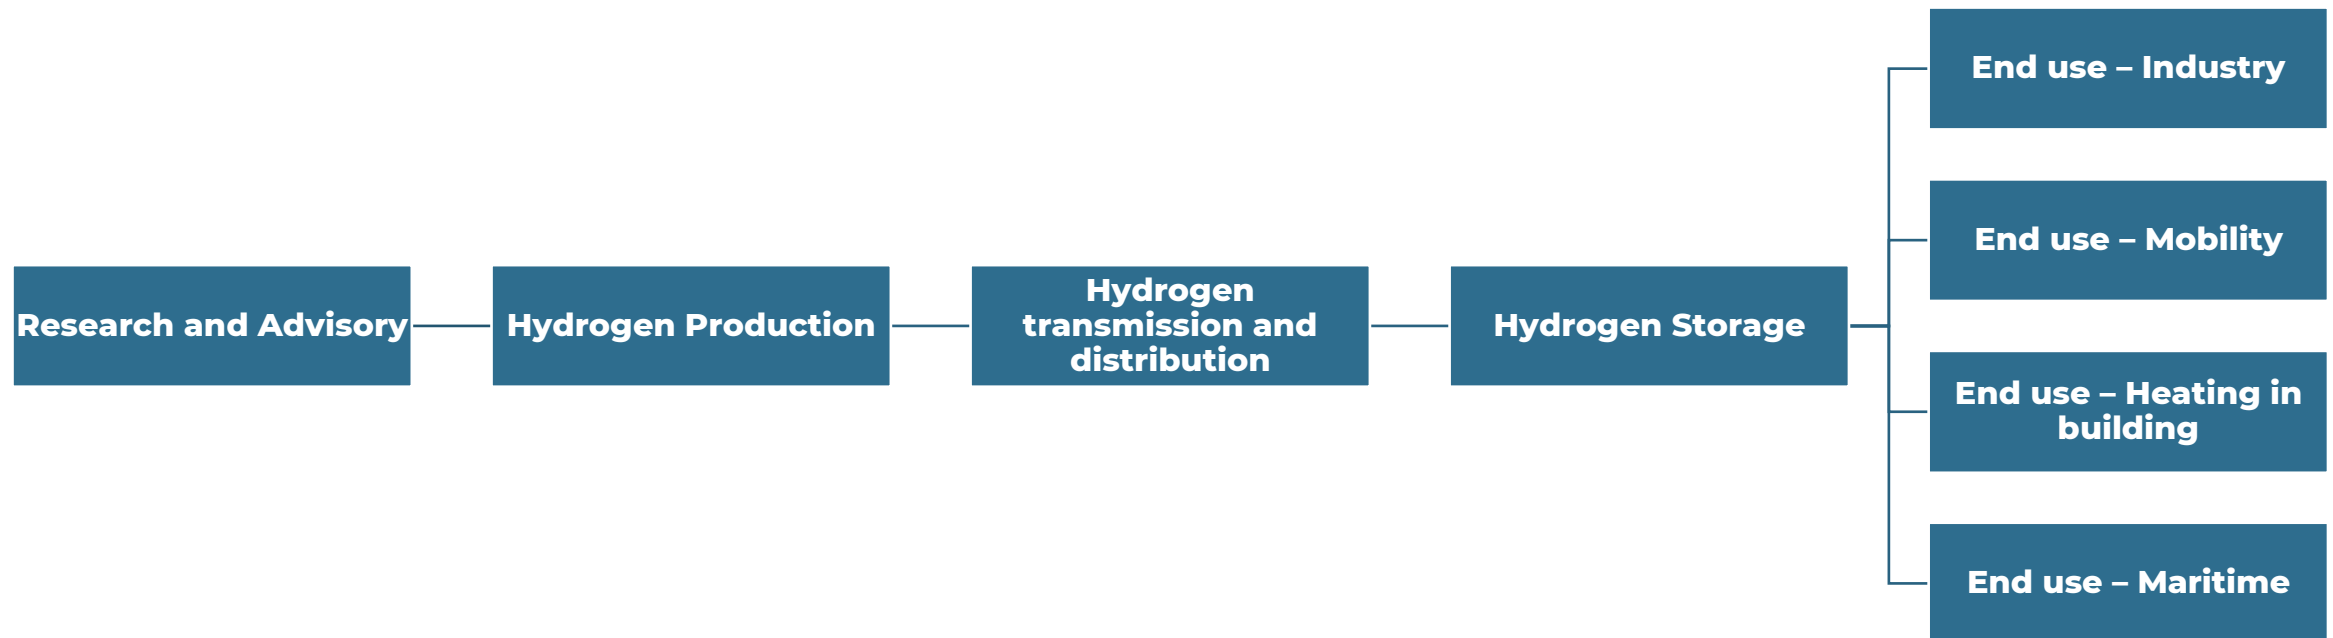 Research and Advisory
Hydrogen Production
Hydrogen
transmission and
distribution
Hydrogen Storage
End use – Industry
End use – Mobility
End use – Heating in
building
End use – Maritime